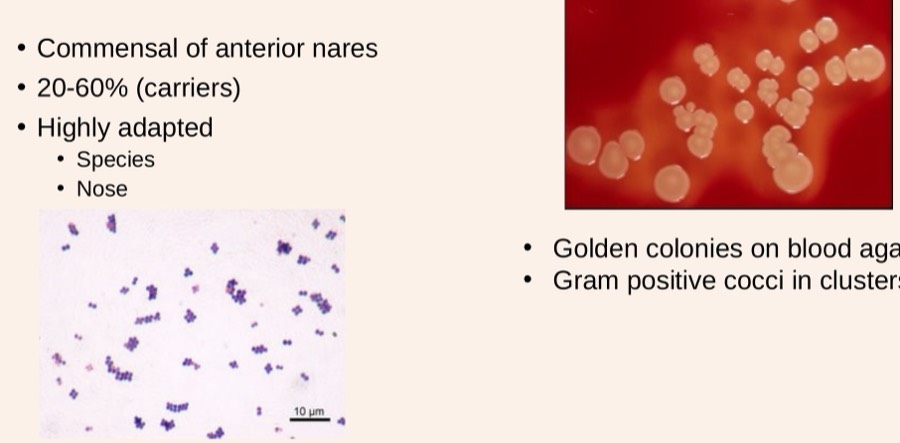 • Commensal of anterior nares
• 20-60% (carriers)
• Highly adapted
• Species
• Nose
10 µm
• Golden colonies on blood aga
• Gram positive cocci in cluster